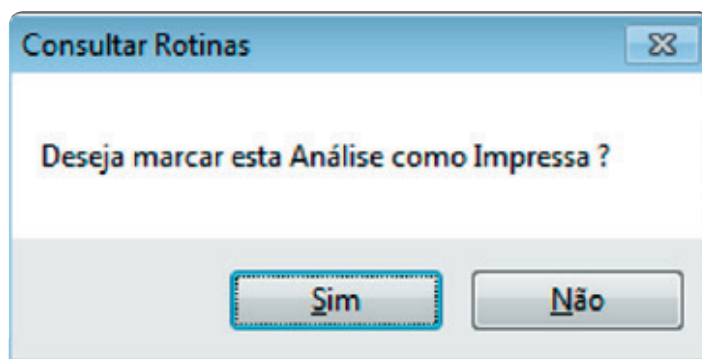 Consultar Rotinas
Deseja marcar esta Análise como Impressa ?
Sim
Não